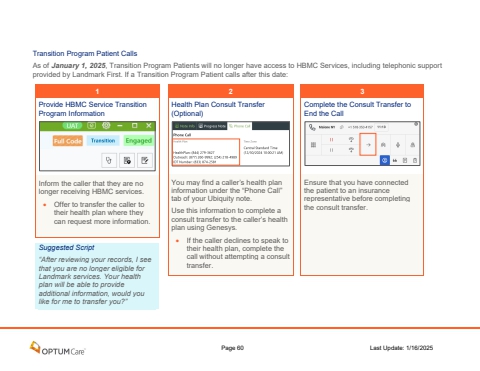 Transition Program Patient Calls
As of January 1, 2025, Transition Program Patients will no longer have access to HBMC Services, including telephonic support
provided by Landmark First. If a Transition Program Patient calls after this date:
1
Provide HBMC Service Transition
Program Information
UAT
Full Code Transition Engaged
Inform the caller that they are no
longer receiving HBMC services.
• Offer to transfer the caller to
their health plan where they
can request more information.
Suggested Script
“After reviewing your records, I see
that you are no longer eligible for
Landmark services. Your health
plan will be able to provide
additional information, would you
like for me to transfer you?”
2
Health Plan Consult Transfer
(Optional)
Progress Note Phone Call
Phone Call
Central Standard Time
You may find a caller’s health plan
information under the “Phone Call”
tab of your Ubiquity note.
Use this information to complete a
consult transfer to the caller’s health
plan using Genesys.
• If the caller declines to speak to
their health plan, complete the
call without attempting a consult
transfer.
3
Complete the Consult Transfer to
End the Call
Ensure that you have connected
the patient to an insurance
representative before completing
the consult transfer.
OPTUMCare
Page 60
Last Update: 1/16/2025